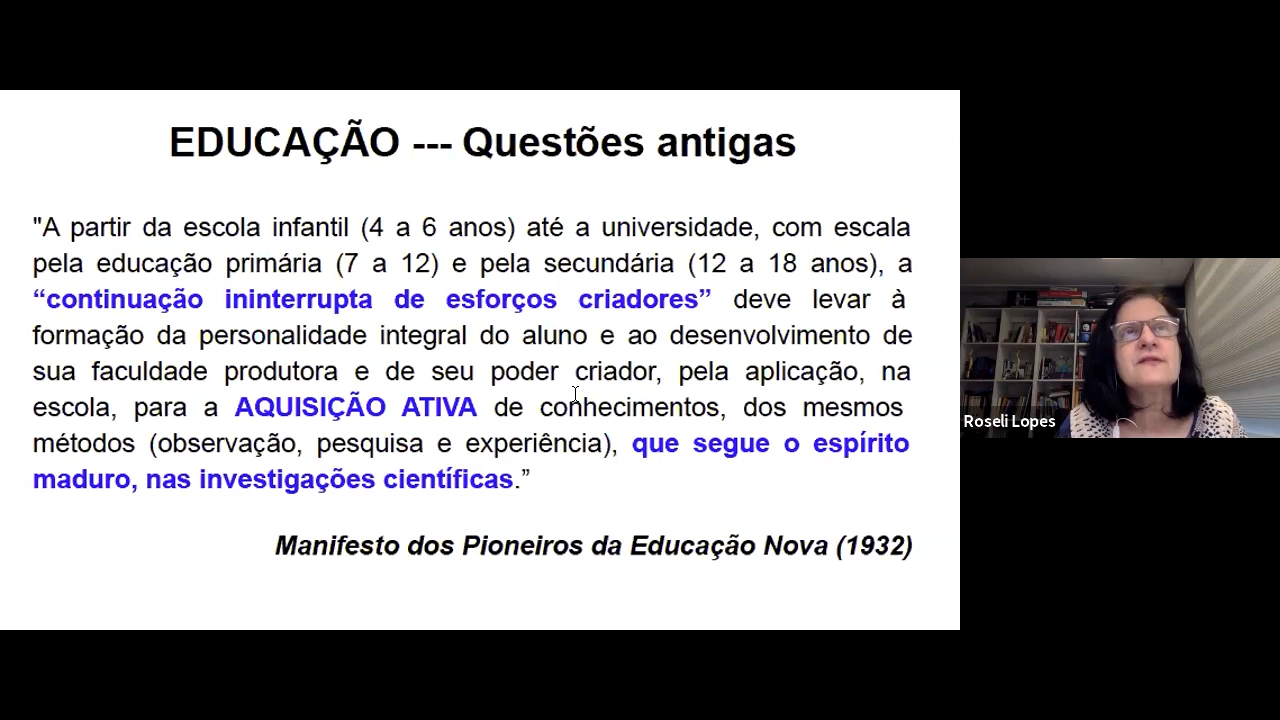 EDUCAÇÃO --- Questões antigas
"A partir da escola infantil (4 a 6 anos) até a universidade, com escala
pela educação primária (7 a 12) e pela secundária (12 a 18 anos), a
“continuação ininterrupta de esforços criadores” deve levar à
formação da personalidade integral do aluno e ao desenvolvimento de
sua faculdade produtora e de seu poder criador, pela aplicação, na
escola, para a AQUISIÇÃO ATIVA de conhecimentos, dos mesmos
métodos (observação, pesquisa e experiência), que segue o espírito
maduro, nas investigações científicas.”
Manifesto dos Pioneiros da Educação Nova (1932)
Roseli Lopes